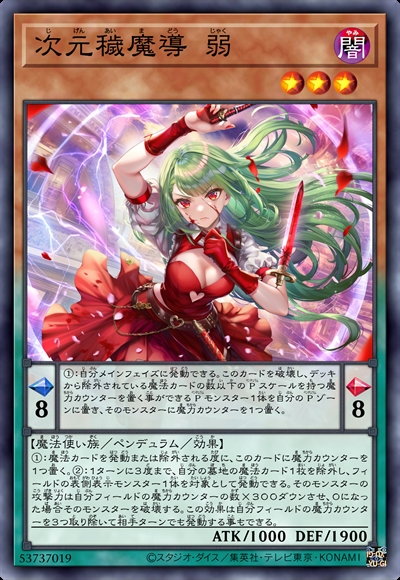 次元穢魔導 弱
闇
①:自分メインフェイズに発動できる。このカードを破壊し、デッキ
から除外されている魔法カードの数以下のPスケールを持つ魔
力カウンターを置く事ができるPモンスター1体を自分のPゾー
ンに置き、そのモンスターに魔力カウンターを1つ置く。
8
8
【魔法使い族/ペンデュラム/効果】
①:魔法カードを発動または除外される度に、このカードに魔力カウンター
を1つ置く。②:1ターンに3度まで、自分の墓地の魔法カード1枚を除外し、フィ
ールドの表側表示モンスター1体を対象として発動できる。そのモンスターの
攻撃力は自分フィールドの魔力カウンターの数×300ダウンさせ、0になっ
た場合そのモンスターを破壊する。この効果は自分フィールドの魔力カウン
ターを3つ取り除いて相手ターンでも発動する事もできる。
ATK/1000 DEF/1900
53737019
©スタジオ・ダイス/集英社・テレビ東京・KONAMI